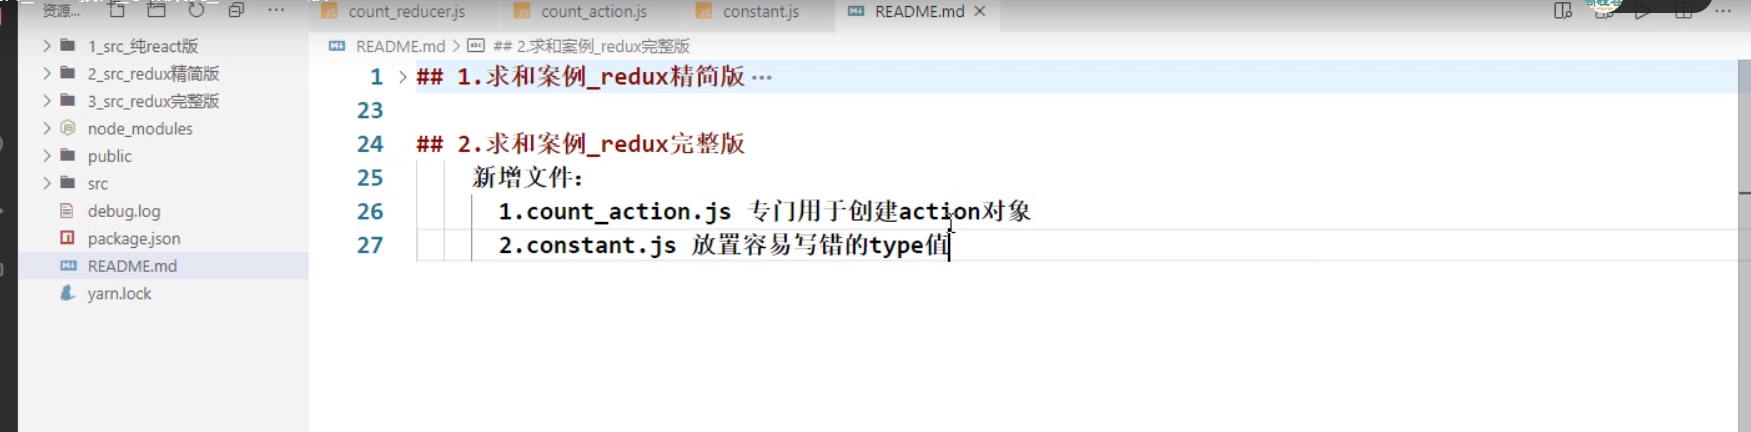 资源...
count_reducer.js
count_action.js
constant.js
README.md
README.md > ## 2.求和案例_redux完整版
1_src_纯react版
2_src_redux精简版
3_src_redux完整版
node_modules
public
src
debug.log
package.json
README.md
yarn.lock
1 ## 1.求和案例_redux精简版 ...
23
24 ## 2.求和案例_redux完整版
25 新增文件:
26 1.count_action.js 专门用于创建action对象
27 2.constant.js 放置容易写错的type值